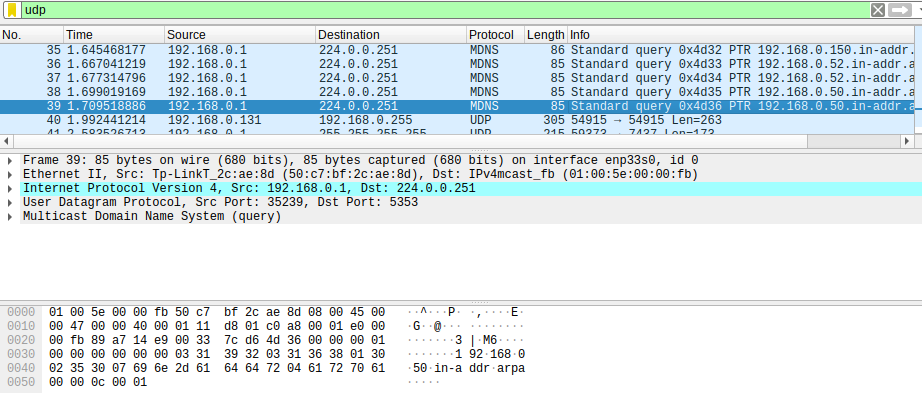 udp
No. Time Source Destination Protocol Length Info
35 1.645468177 192.168.0.1 224.0.0.251 MDNS 86 Standard query 0x4d32 PTR 192.168.0.150.in-addr.
36 1.667041219 192.168.0.1 224.0.0.251 MDNS 85 Standard query 0x4d33 PTR 192.168.0.52.in-addr.a
37 1.677314796 192.168.0.1 224.0.0.251 MDNS 85 Standard query 0x4d34 PTR 192.168.0.52.in-addr.a
38 1.699019169 192.168.0.1 224.0.0.251 MDNS 85 Standard query 0x4d35 PTR 192.168.0.50.in-addr.a
39 1.709518886 192.168.0.1 224.0.0.251 MDNS 85 Standard query 0x4d36 PTR 192.168.0.50.in-addr.a
40 1.992441214 192.168.0.131 192.168.0.255 UDP 305 54915 → 54915 Len=263
41 2.583526713 192.168.0.1 255.255.255.255 UDP 215 59373 → 7437 Len=173
Frame 39: 85 bytes on wire (680 bits), 85 bytes captured (680 bits) on interface enp33s0, id 0
Ethernet II, Src: Tp-LinkT_2c:ae:8d (50:c7:bf:2c:ae:8d), Dst: IPv4mcast_fb (01:00:5e:00:00:fb)
Internet Protocol Version 4, Src: 192.168.0.1, Dst: 224.0.0.251
User Datagram Protocol, Src Port: 35239, Dst Port: 5353
Multicast Domain Name System (query)
0000 01 00 5e 00 00 fb 50 c7 bf 2c ae 8d 08 00 45 00 ··^···P· ·,····E·
0010 00 47 00 00 40 00 01 11 d8 01 c0 a8 00 01 e0 00 ·G··@··· ········
0020 00 fb 89 a7 14 e9 00 33 7c d6 4d 36 00 00 00 01 ·······3 |·M6····
0030 00 00 00 00 00 00 03 31 39 32 03 31 36 38 01 30 ·······1 92·168·0
0040 02 35 30 07 69 6e 2d 61 64 64 72 04 61 72 70 61 ·50·in-a ddr·arpa
0050 00 00 0c 00 01 ·····